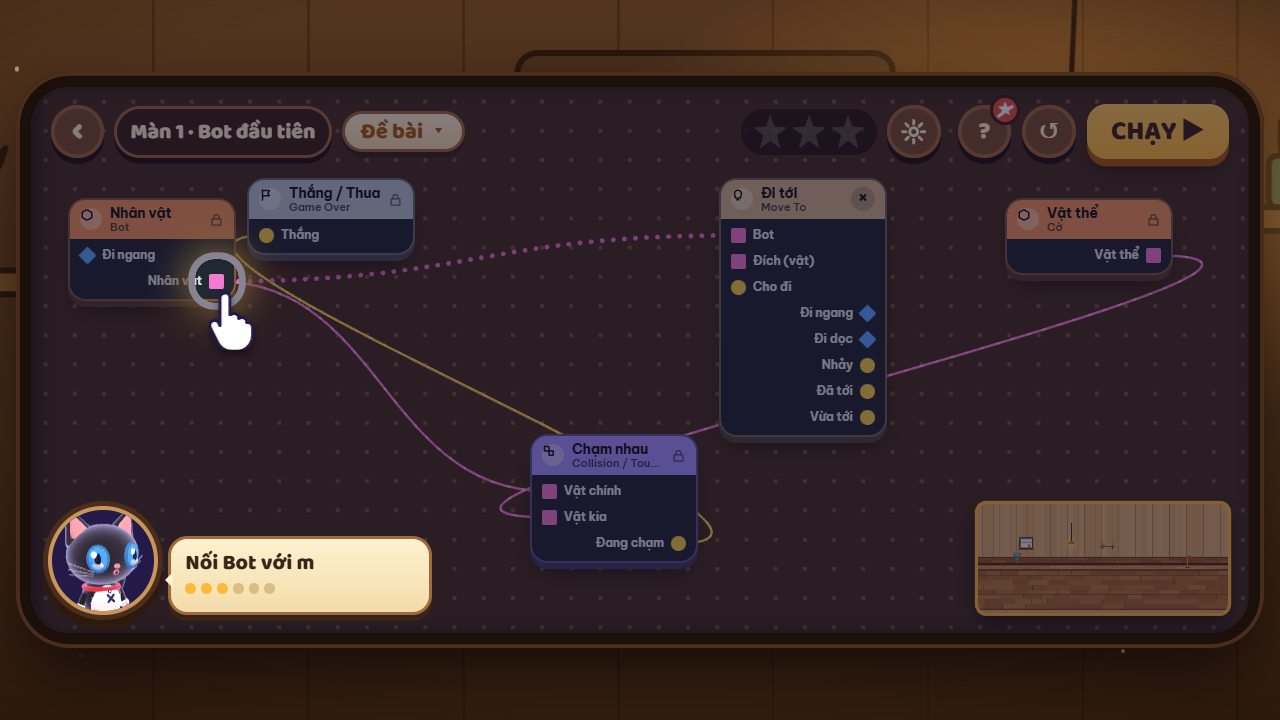 Màn 1 · Bot đầu tiên
Đề bài
?
CHẠY
Nhân vật
Bot
Đi ngang
Nhân vật
Thắng / Thua
Game Over
Thắng
Đi tới
Move To
Bot
Đích (vật)
Cho đi
Đi ngang
Đi dọc
Nhảy
Đã tới
Vừa tới
Vật thể
Cờ
Vật thể
Chạm nhau
Collision / Tou...
Vật chính
Vật kia
Đang chạm
Nối Bot với m